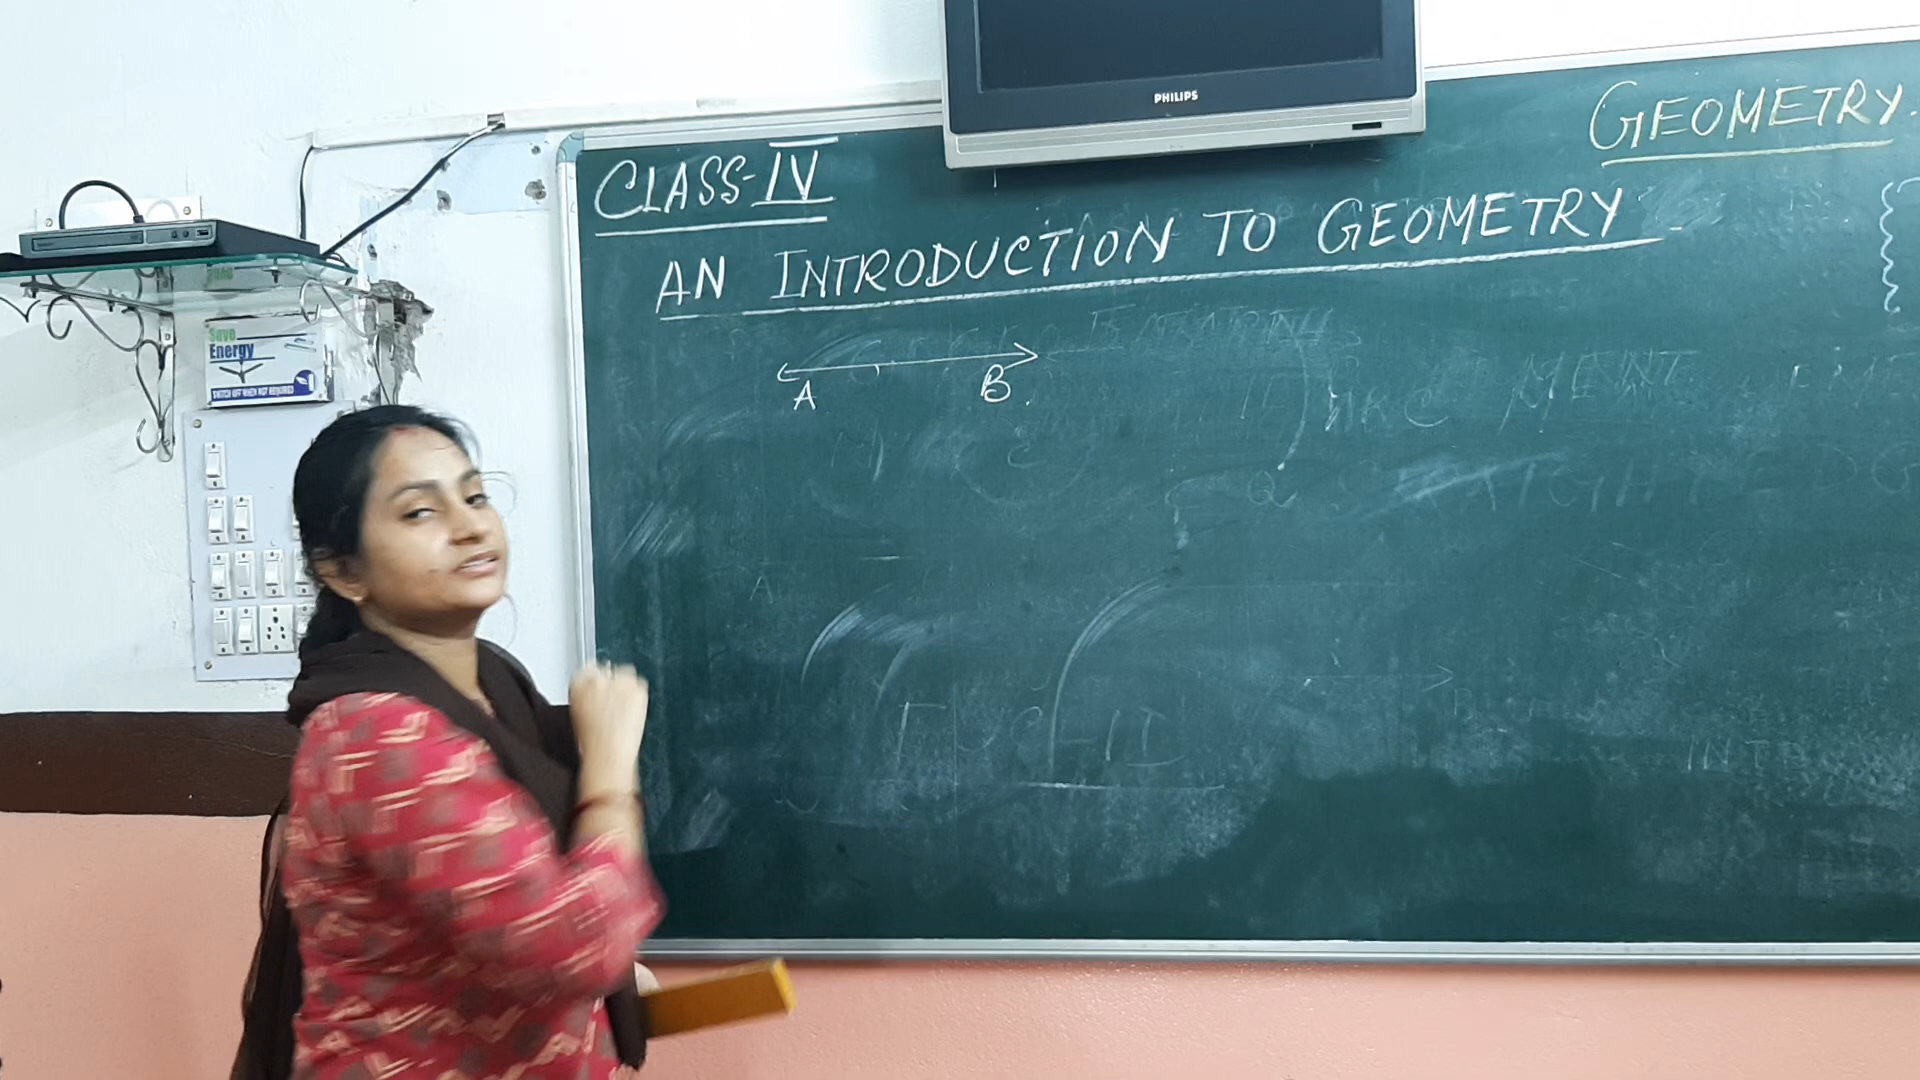 PHILIPS
GEOMETRY.
CLASS-IV
AN INTRODUCTION TO GEOMETRY
A B
Save
Energy
SWITCH OFF WHEN NOT REQUIRED
A
Q